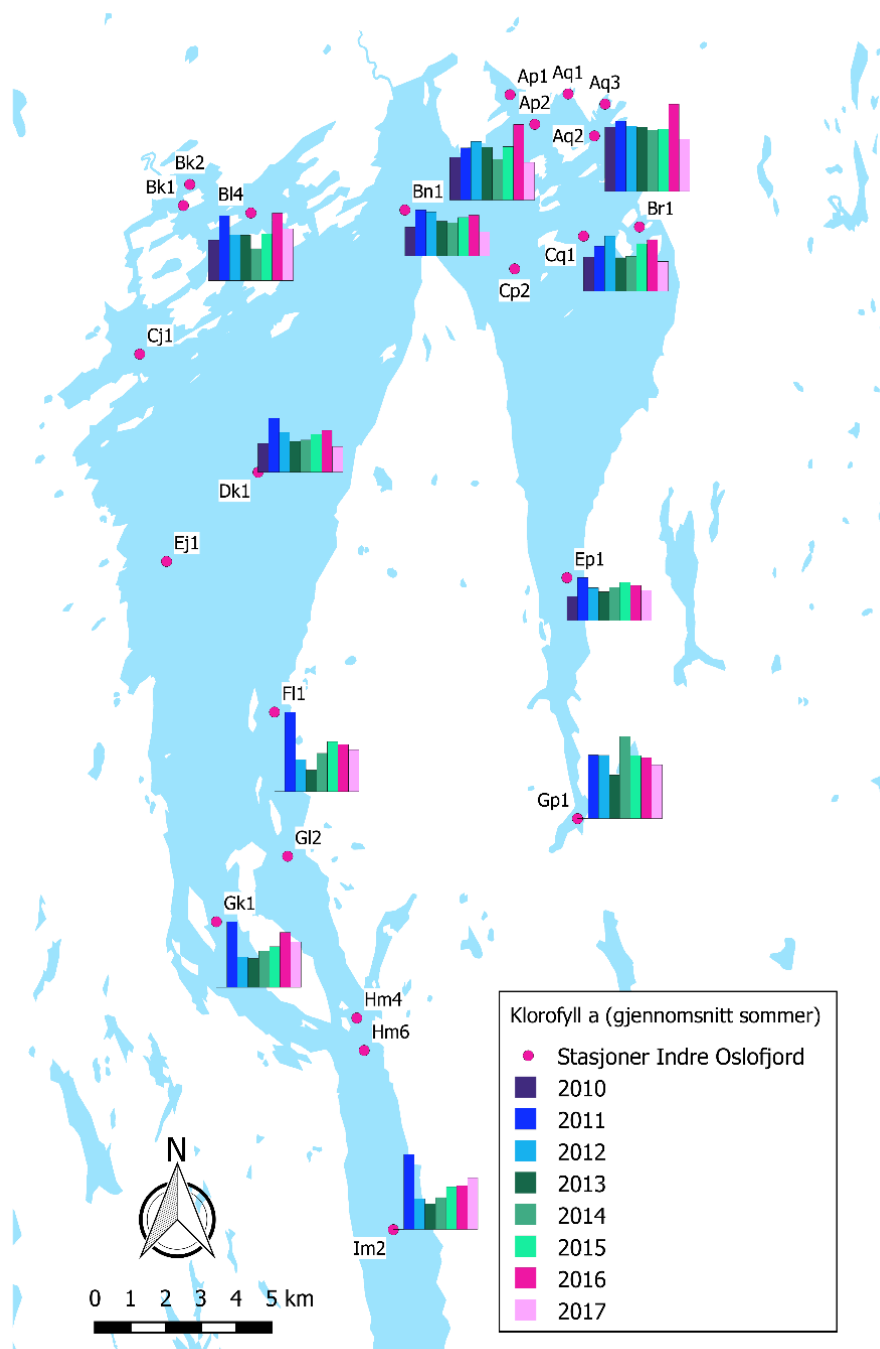 Ap1
Aq1
Aq3
Ap2
Aq2
Bk2
Bk1
Bl4
Bn1
Br1
Cq1
Cp2
Cj1
Dk1
Ej1
Ep1
Fl1
Gp1
Gl2
Gk1
Hm4
Hm6
Im2
N
0 1 2 3 4 5 km
Klorofyll a (gjennomsnitt sommer)
Stasjoner Indre Oslofjord
2010
2011
2012
2013
2014
2015
2016
2017